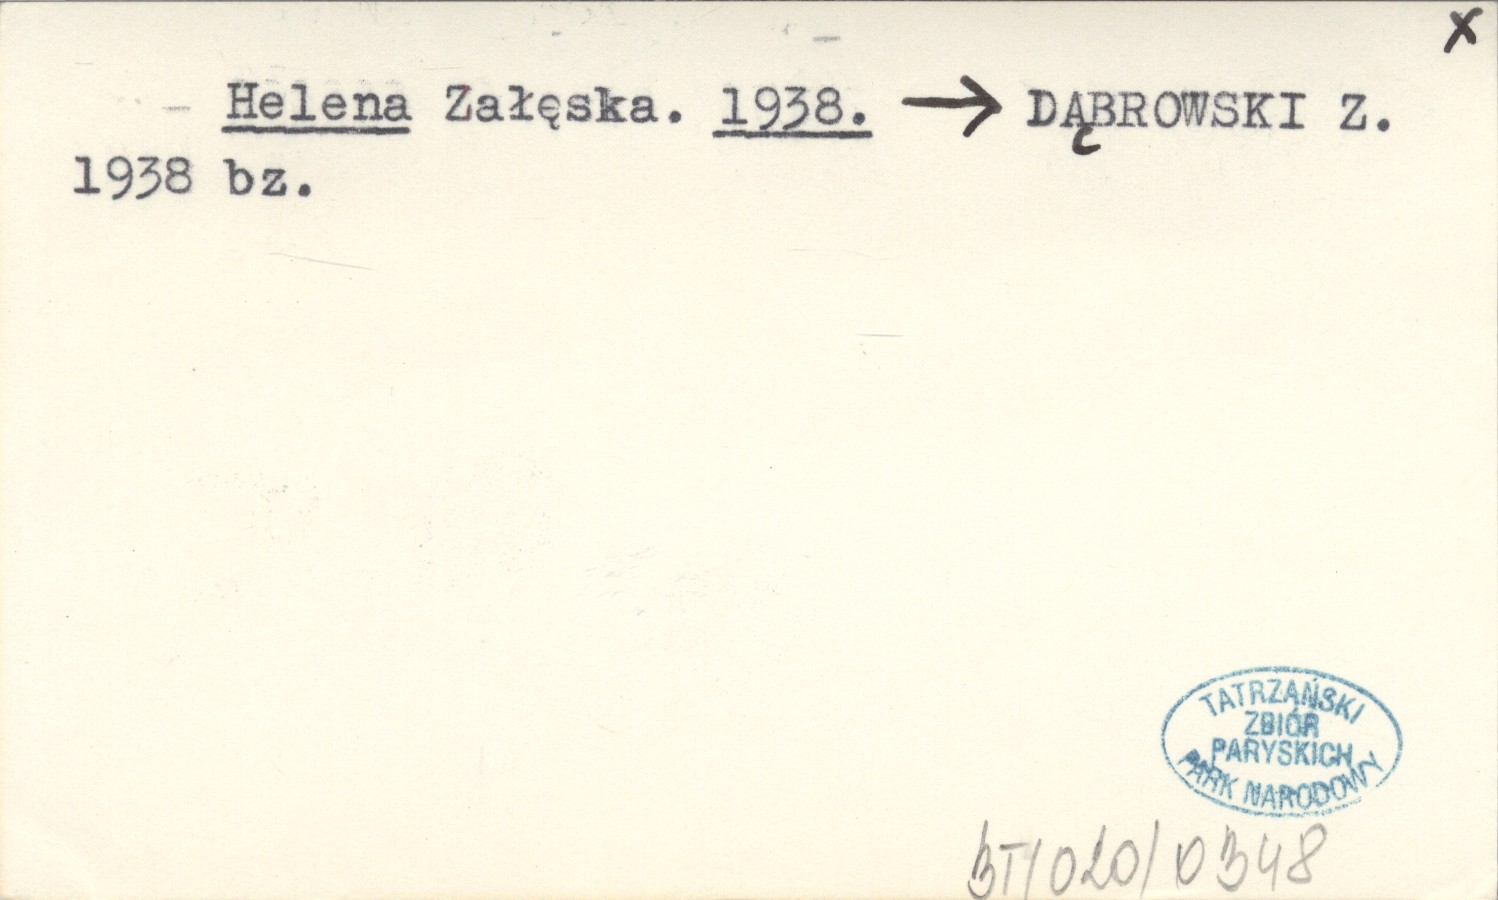 x
- Helena Załęska. 1938. → DĄBROWSKI Z.
1938 bz.
TATRZAŃSKI
ZBIÓR
PARYSKICH
PARK NARODOWY
BT/020/0348